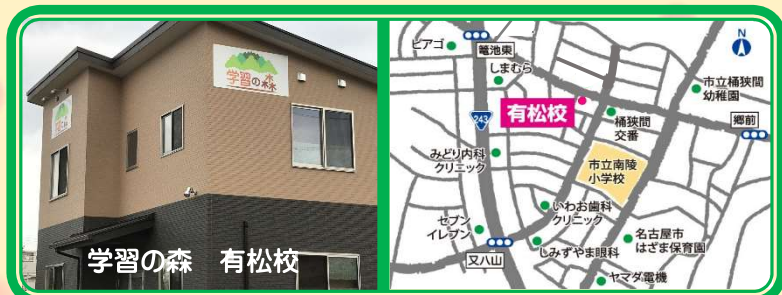 学習の森
学習の森
学習の森 有松校
N
ピアゴ
篭池東
しまむら
市立桶狭間
幼稚園
243
有松校
桶狭間
交番
郷前
みどり内科
クリニック
市立南陵
小学校
いわお歯科
クリニック
セブン
イレブン
名古屋市
はざま保育園
しみずやま眼科
又八山
ヤマダ電機